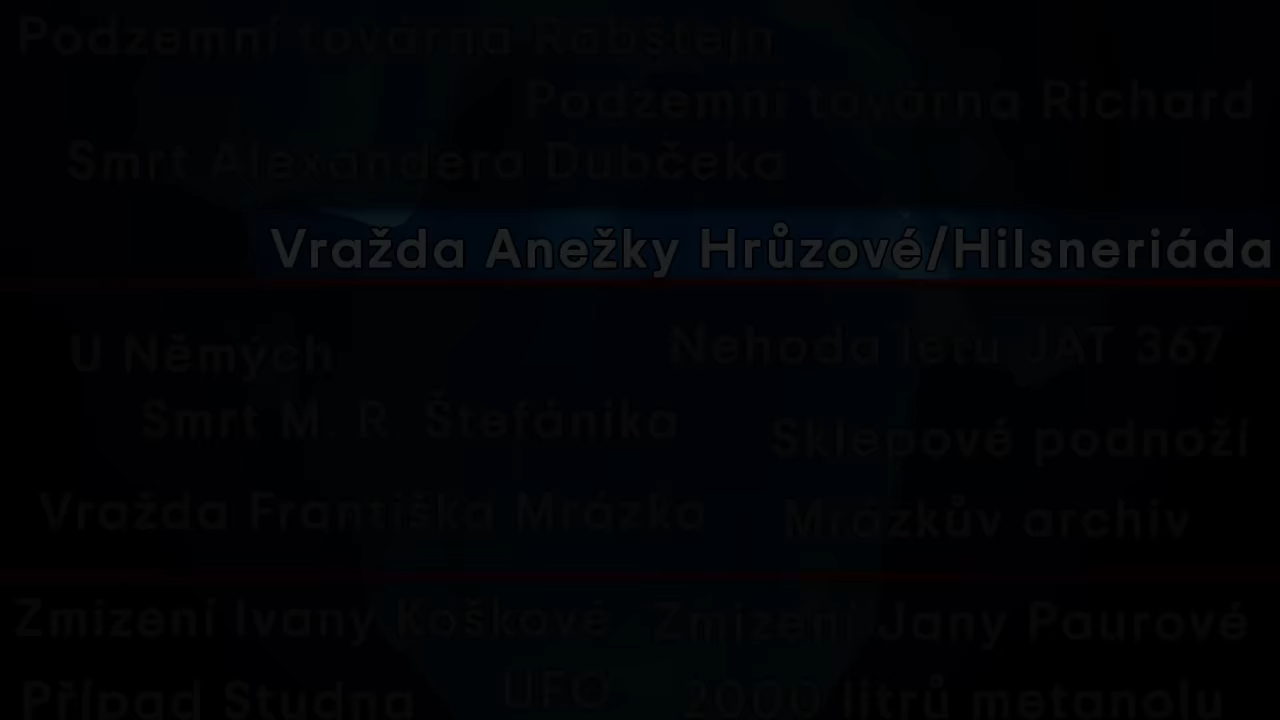 Podzemní továrna Rabštejn
Podzemní továrna Richard
Smrt Alexandera Dubčeka
Vražda Anežky Hrůzové/Hilsneriáda
U Němých
Nehoda letu JAT 367
Smrt M. R. Štefánika
Sklepové podnoží
Vražda Františka Mrázka
Mrázkův archív
Zmizení Ivany Koškové
Zmizení Jany Paurové
Případ Studna
UFO
2000 litrů metanolu